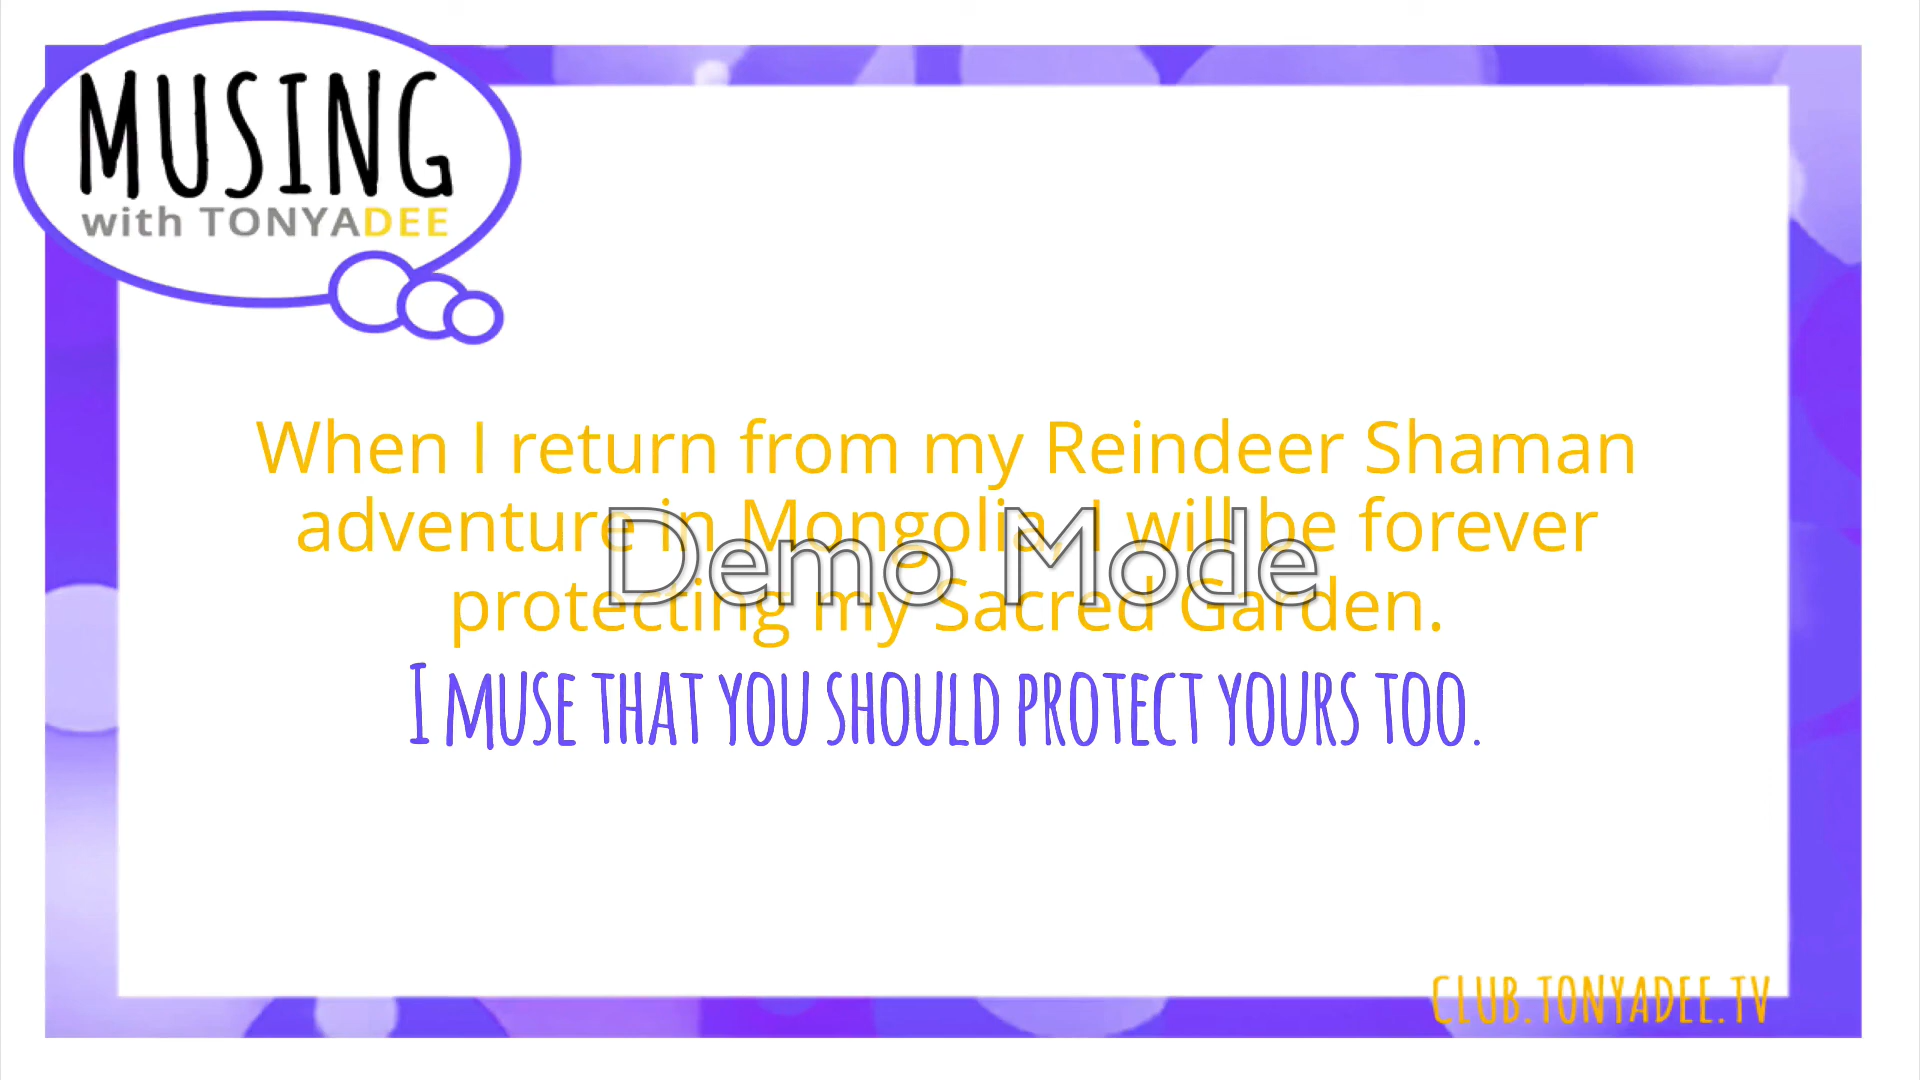 MUSING
with TONYADEE
When I return from my Reindeer Shaman
adventure in Mongolia, I will be forever
Demo Mode
protecting my Sacred Garden.
I MUSE THAT YOU SHOULD PROTECT YOURS TOO.
CLUB.TONYADEE.TV